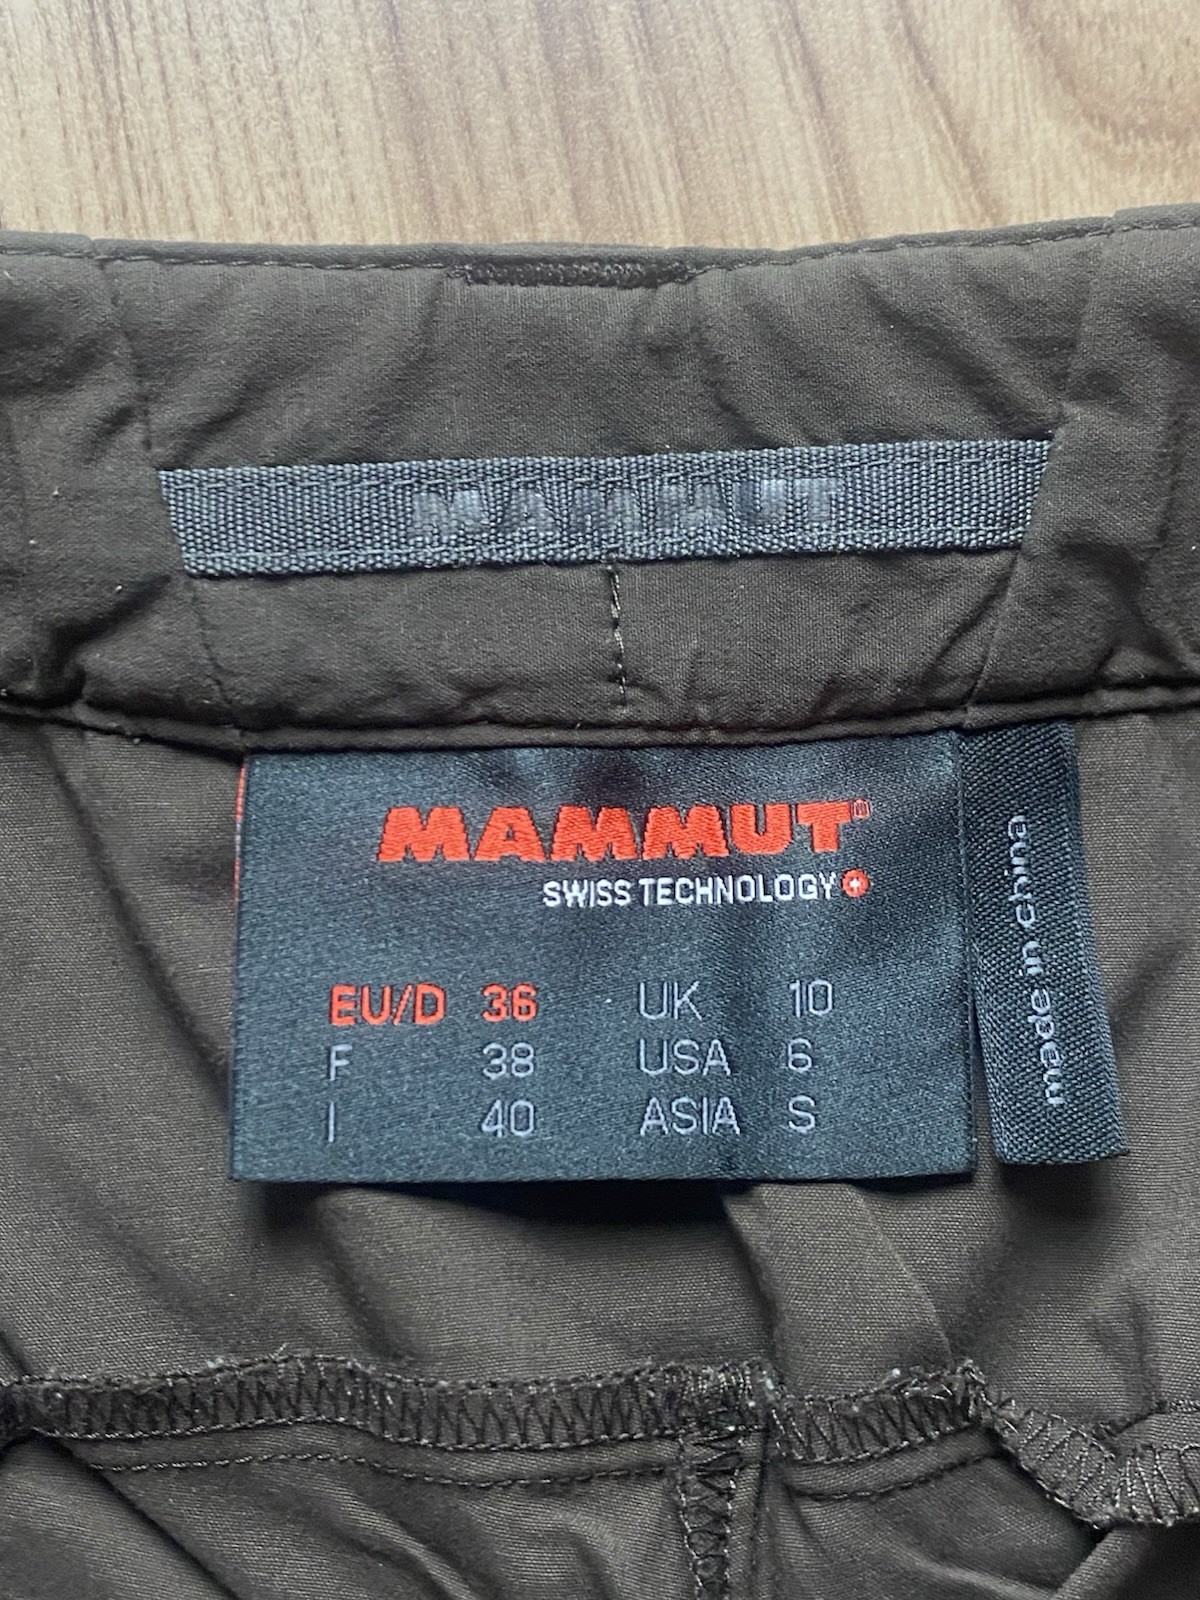 MAMMUT
MAMMUT®
SWISS TECHNOLOGY
EU/D 36 UK 10
F 38 USA 6
I 40 ASIA S
made in china